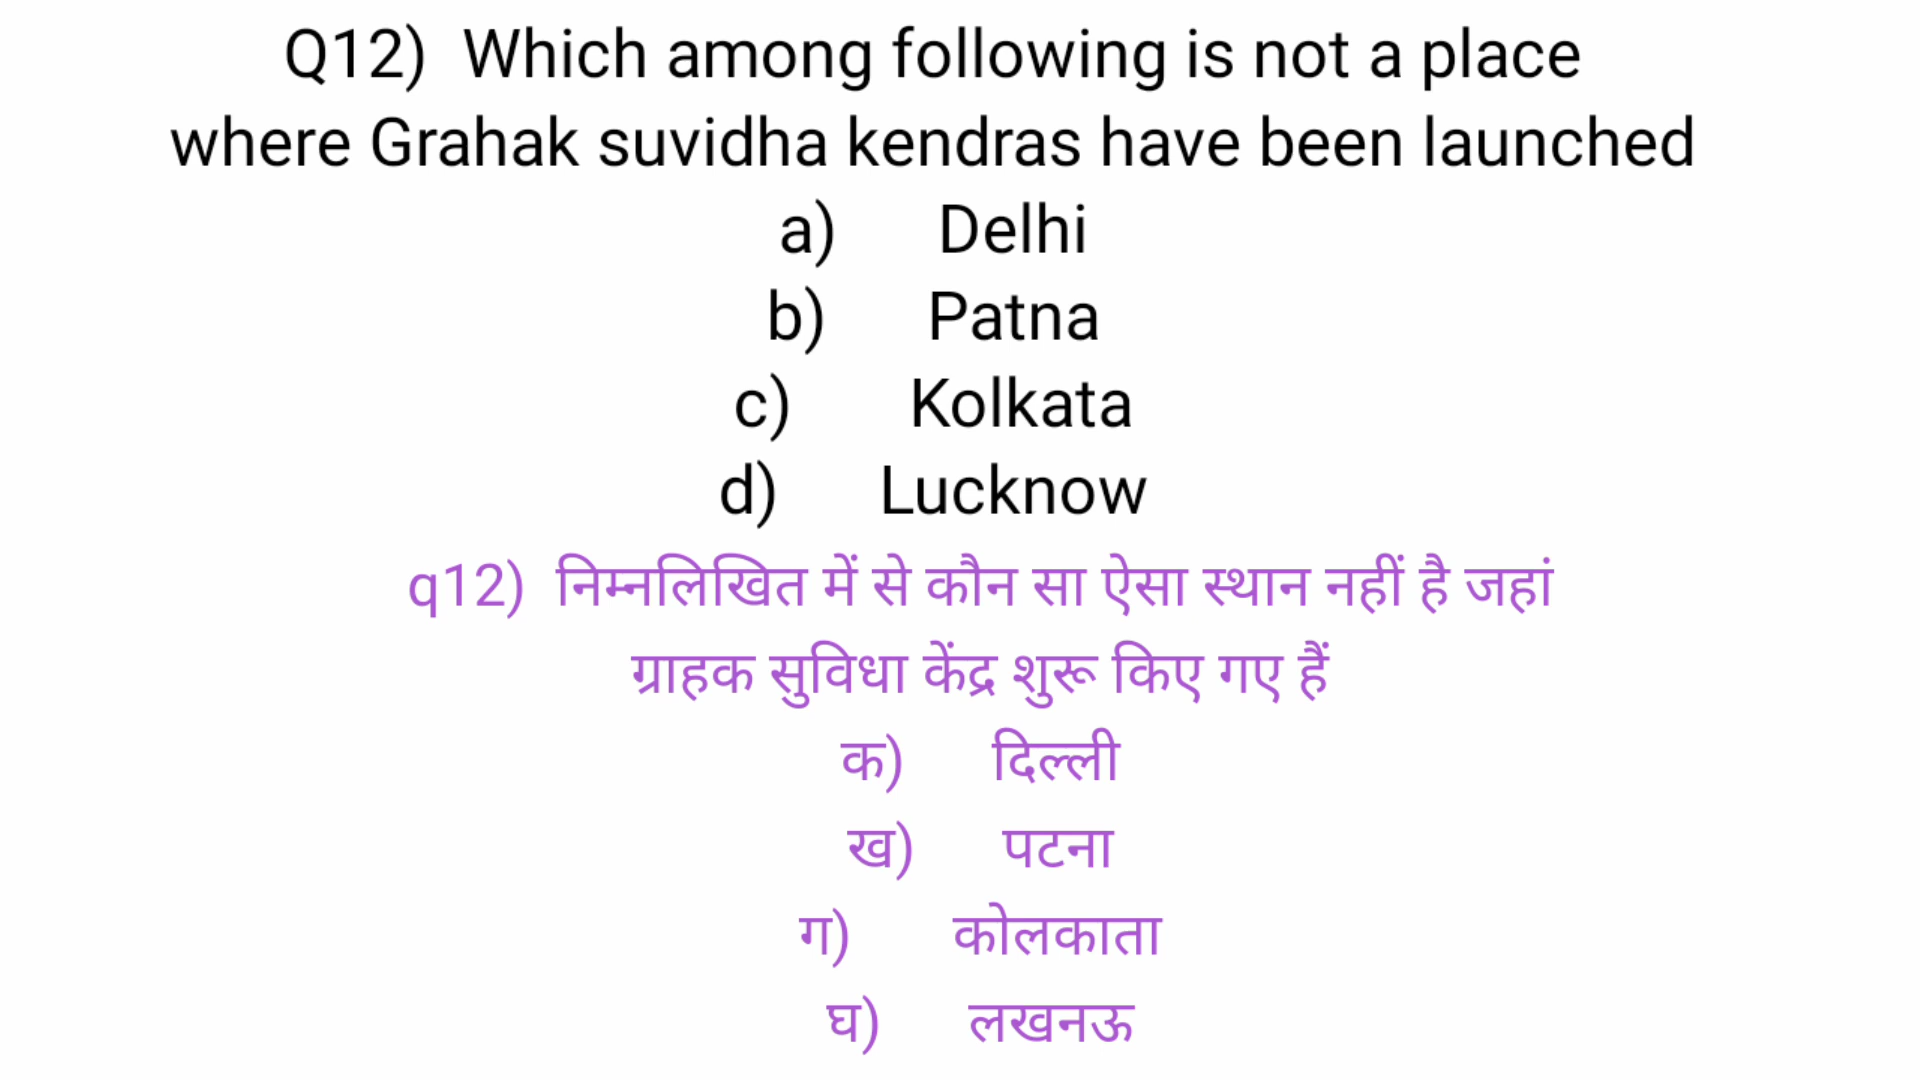 Q12) Which among following is not a place
where Grahak suvidha kendras have been launched
a) Delhi
b) Patna
c) Kolkata
d) Lucknow
q12) निम्नलिखित में से कौन सा ऐसा स्थान नहीं है जहां
ग्राहक सुविधा केंद्र शुरू किए गए हैं
क) दिल्ली
ख) पटना
ग) कोलकाता
घ) लखनऊ